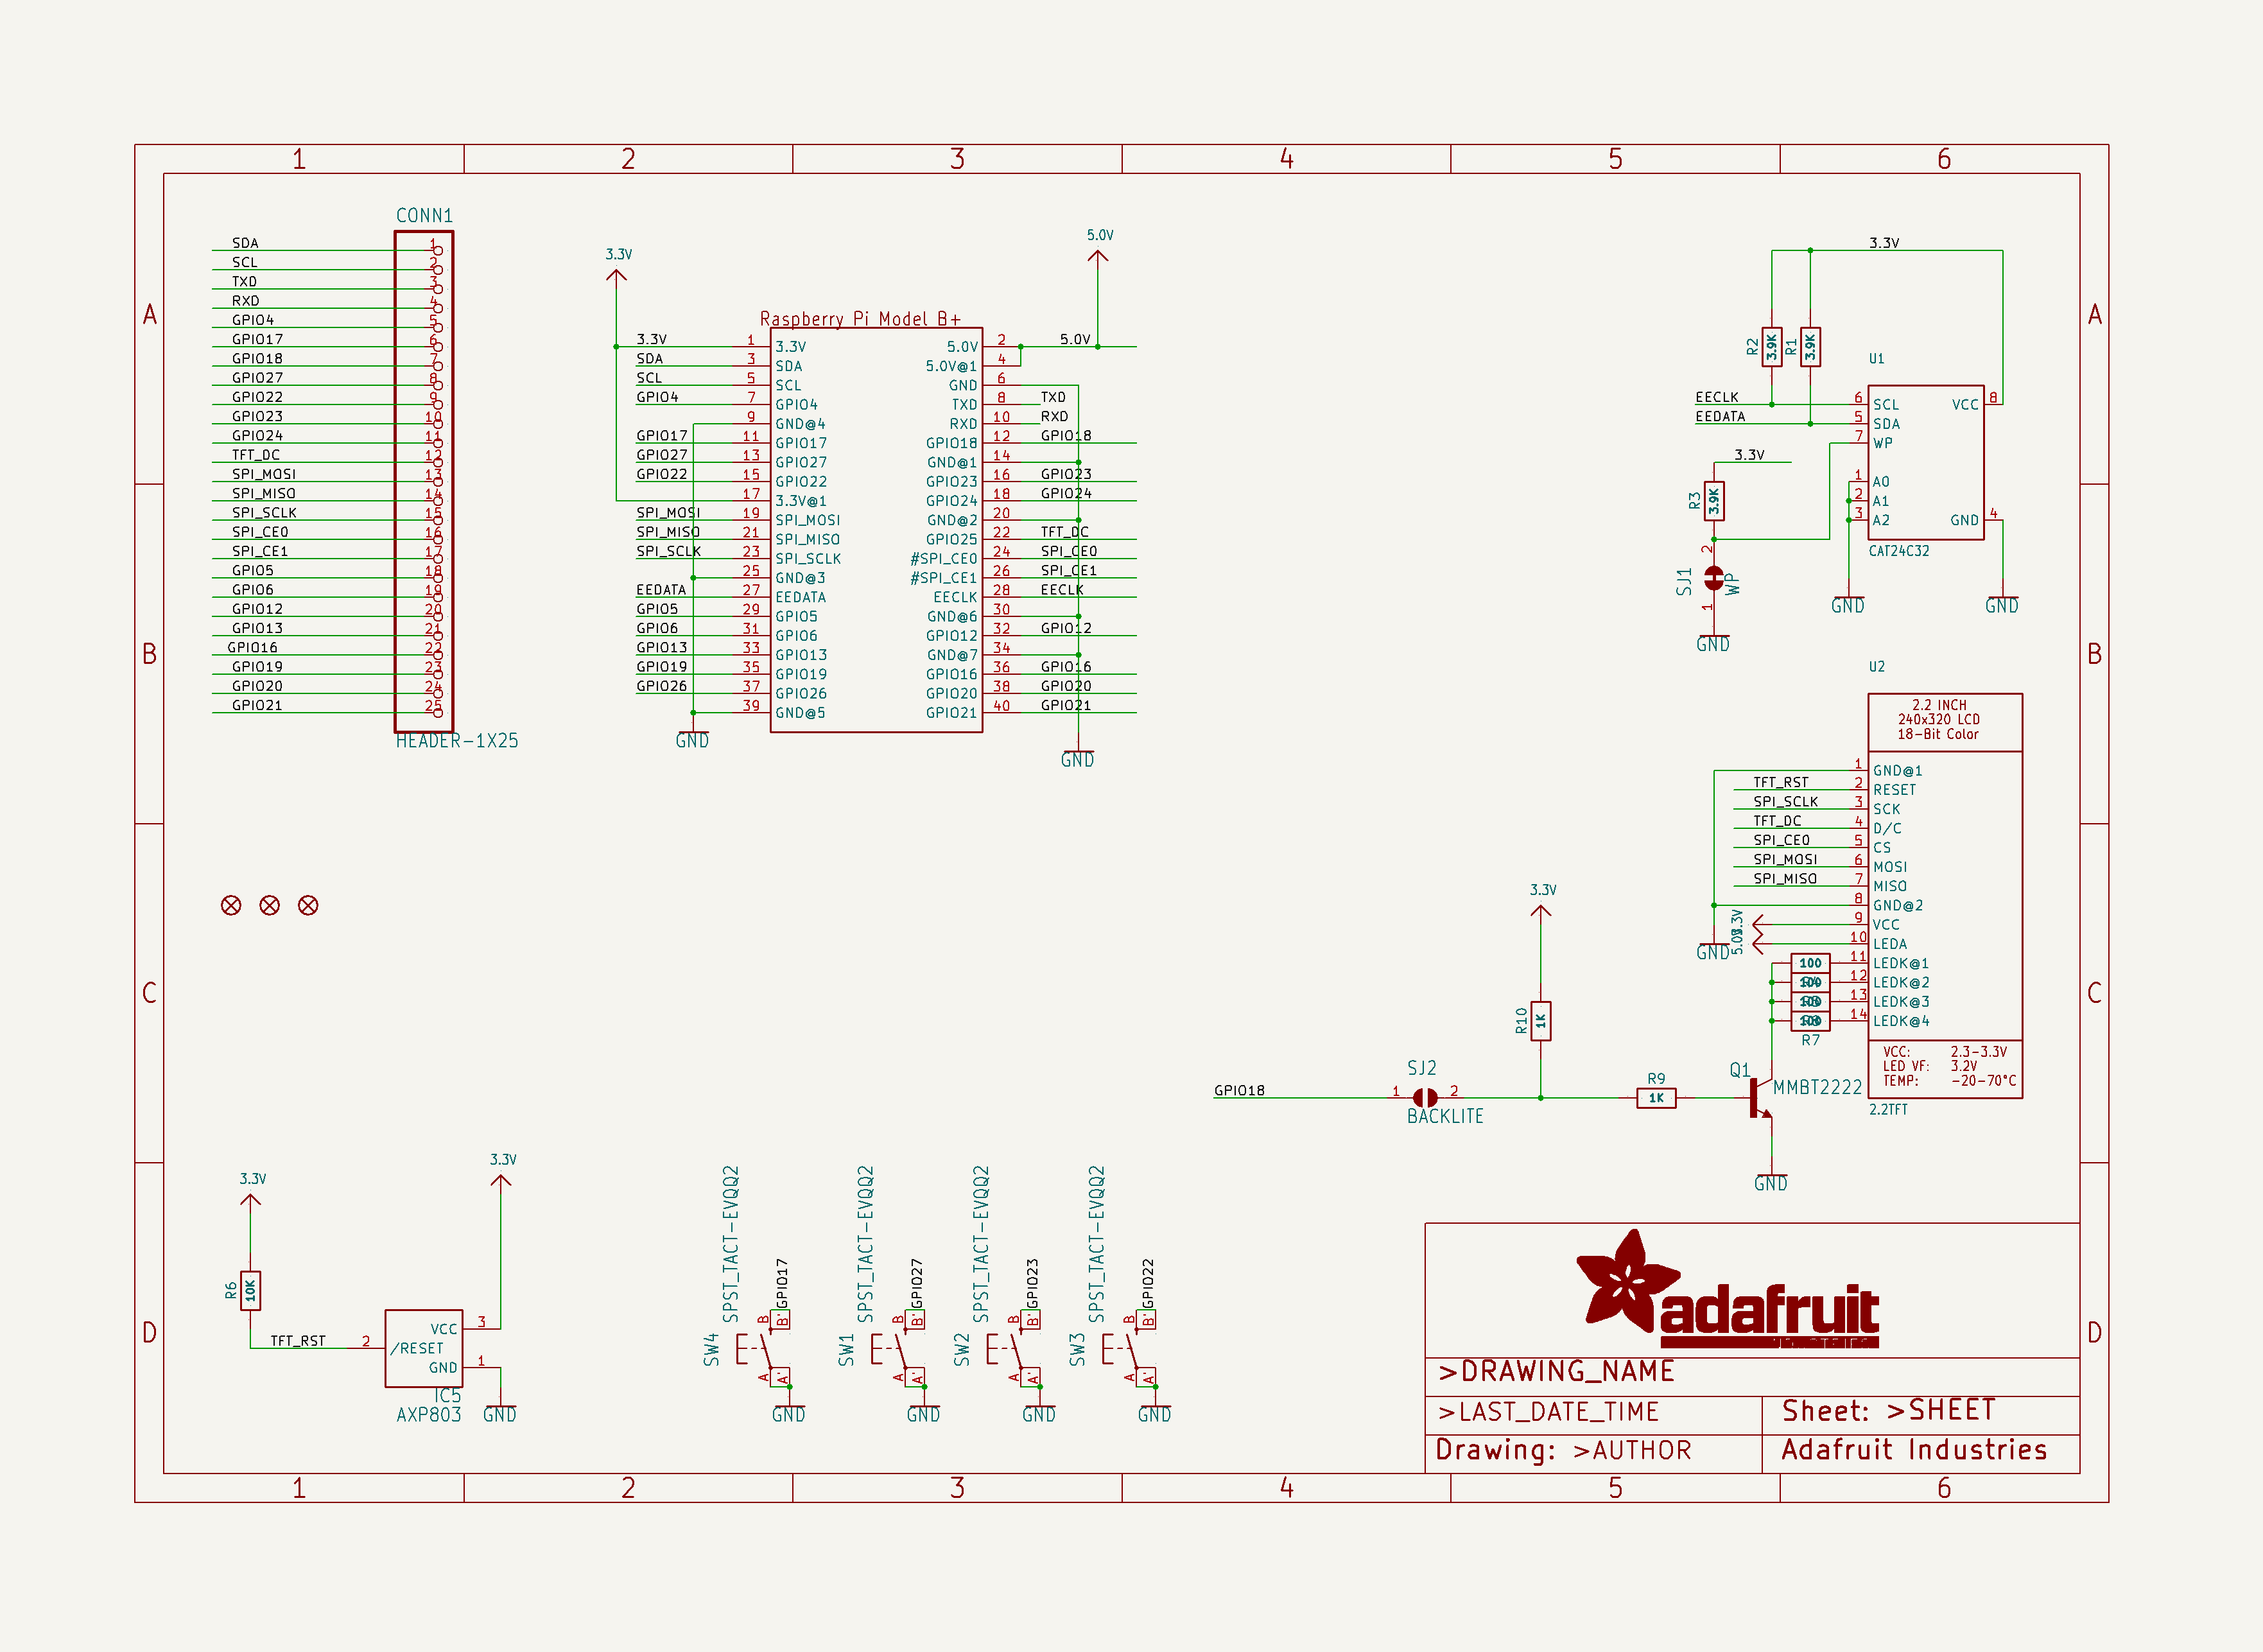 1 2 3 4 5 6
A
B
C
D
A
B
C
D
1 2 3 4 5 6
CONN1
SDA 1
SCL 2
TXD 3
RXD 4
GPIO4 5
GPIO17 6
GPIO18 7
GPIO27 8
GPIO22 9
GPIO23 10
GPIO24 11
TFT_DC 12
SPI_MOSI 13
SPI_MISO 14
SPI_SCLK 15
SPI_CE0 16
SPI_CE1 17
GPIO5 18
GPIO6 19
GPIO12 20
GPIO13 21
GPIO16 22
GPIO19 23
GPIO20 24
GPIO21 25
HEADER-1X25
3.3V
5.0V
Raspberry Pi Model B+
3.3V 1 3.3V 5.0V 2 5.0V
SDA 3 SDA 5.0V@1 4
SCL 5 SCL GND 6
GPIO4 7 GPIO4 TXD 8 TXD
9 GND@4 RXD 10 RXD
GPIO17 11 GPIO17 GPIO18 12 GPIO18
GPIO27 13 GPIO27 GND@1 14
GPIO22 15 GPIO22 GPIO23 16 GPIO23
17 3.3V@1 GPIO24 18 GPIO24
SPI_MOSI 19 SPI_MOSI GND@2 20
SPI_MISO 21 SPI_MISO GPIO25 22 TFT_DC
SPI_SCLK 23 SPI_SCLK #SPI_CE0 24 SPI_CE0
25 GND@3 #SPI_CE1 26 SPI_CE1
EEDATA 27 EEDATA EECLK 28 EECLK
GPIO5 29 GPIO5 GND@6 30
GPIO6 31 GPIO6 GPIO12 32 GPIO12
GPIO13 33 GPIO13 GND@7 34
GPIO19 35 GPIO19 GPIO16 36 GPIO16
GPIO26 37 GPIO26 GPIO20 38 GPIO20
39 GND@5 GPIO21 40 GPIO21
GND
GND
3.3V
R2 3.9K R1 3.9K
U1
EECLK 6 SCL VCC 8
EEDATA 5 SDA
7 WP
3.3V
R3 3.9K
1 A0
2 A1
3 A2 GND 4
CAT24C32
2
SJ1 WP
1
GND
GND
GND
U2
2.2 INCH
240x320 LCD
18-Bit Color
1 GND@1
TFT_RST 2 RESET
SPI_SCLK 3 SCK
TFT_DC 4 D/C
SPI_CE0 5 CS
SPI_MOSI 6 MOSI
SPI_MISO 7 MISO
8 GND@2
3.3V 9 VCC
5.0V 10 LEDA
GND
100 11 LEDK@1
100 12 LEDK@2
100 13 LEDK@3
100 14 LEDK@4
R7
VCC: 2.3-3.3V
LED VF: 3.2V
TEMP: -20-70°C
2.2TFT
3.3V
R10 1K
GPIO18 1 SJ2 2
BACKLITE
R9
1K
Q1
MMBT2222
GND
3.3V
3.3V
R6 10K
TFT_RST 2 /RESET
VCC 3
GND 1
IC5
AXP803
GND
SPST_TACT-EVQQ2
GPIO17
SW4
B B'
A A'
GND
SPST_TACT-EVQQ2
GPIO27
SW1
B B'
A A'
GND
SPST_TACT-EVQQ2
GPIO23
SW2
B B'
A A'
GND
SPST_TACT-EVQQ2
GPIO22
SW3
B B'
A A'
GND
adafruit
>DRAWING_NAME
>LAST_DATE_TIME
Sheet: >SHEET
Drawing: >AUTHOR
Adafruit Industries